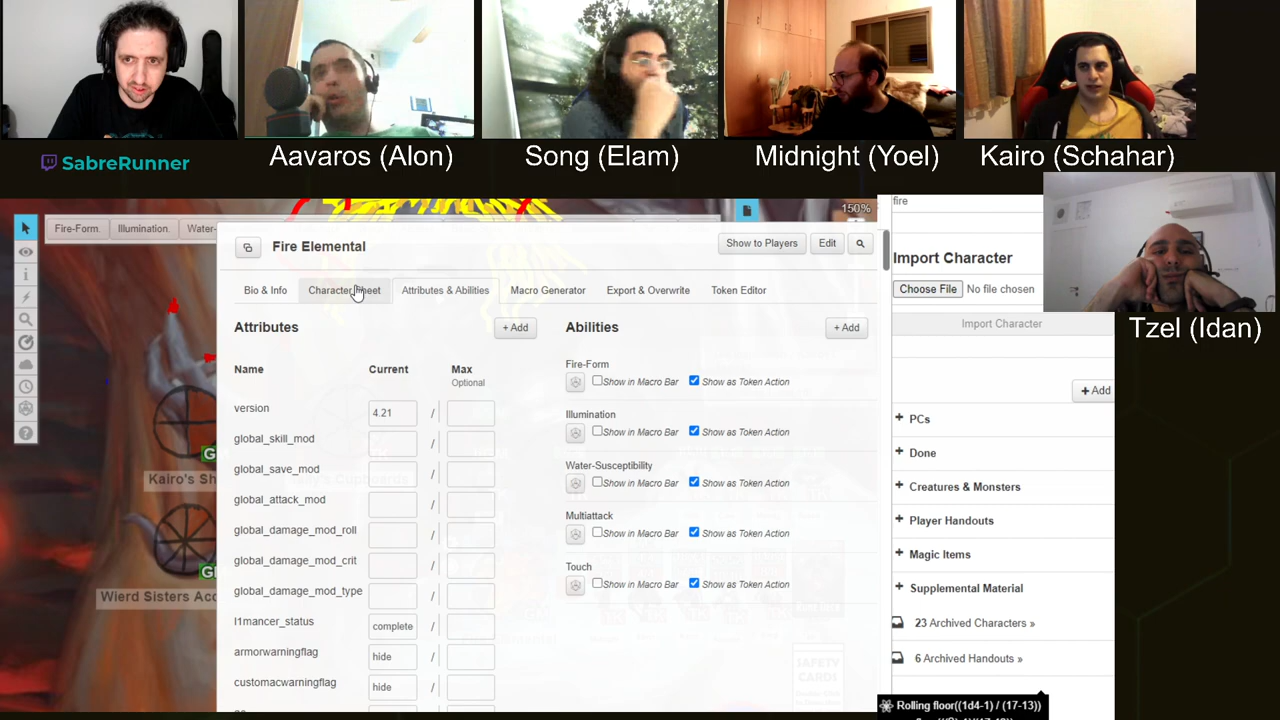 SabreRunner
Aavaros (Alon)
Song (Elam)
Midnight (Yoel)
Kairo (Schahar)
Tzel (Idan)
Fire-Form.
Illumination.
Water-
150%
fire
Fire Elemental
Show to Players
Edit
Bio & Info
Character Sheet
Attributes & Abilities
Macro Generator
Export & Overwrite
Token Editor
Attributes
+ Add
Name
Current
Max
Optional
version
4.21
/
global_skill_mod
/
global_save_mod
/
global_attack_mod
/
global_damage_mod_roll
/
global_damage_mod_crit
/
global_damage_mod_type
/
l1mancer_status
complete
/
armorwarningflag
hide
/
customacwarningflag
hide
/
Abilities
+ Add
Fire-Form
Show in Macro Bar
Show as Token Action
Illumination
Show in Macro Bar
Show as Token Action
Water-Susceptibility
Show in Macro Bar
Show as Token Action
Multiattack
Show in Macro Bar
Show as Token Action
Touch
Show in Macro Bar
Show as Token Action
SAFETY
CARDS
Kairo's Sh
Wierd Sisters Acc
Import Character
Choose File
No file chosen
Import Character
+ Add
+ PCs
+ Done
+ Creatures & Monsters
+ Player Handouts
+ Magic Items
+ Supplemental Material
23 Archived Characters »
6 Archived Handouts »
Rolling floor((1d4-1) / (17-13))